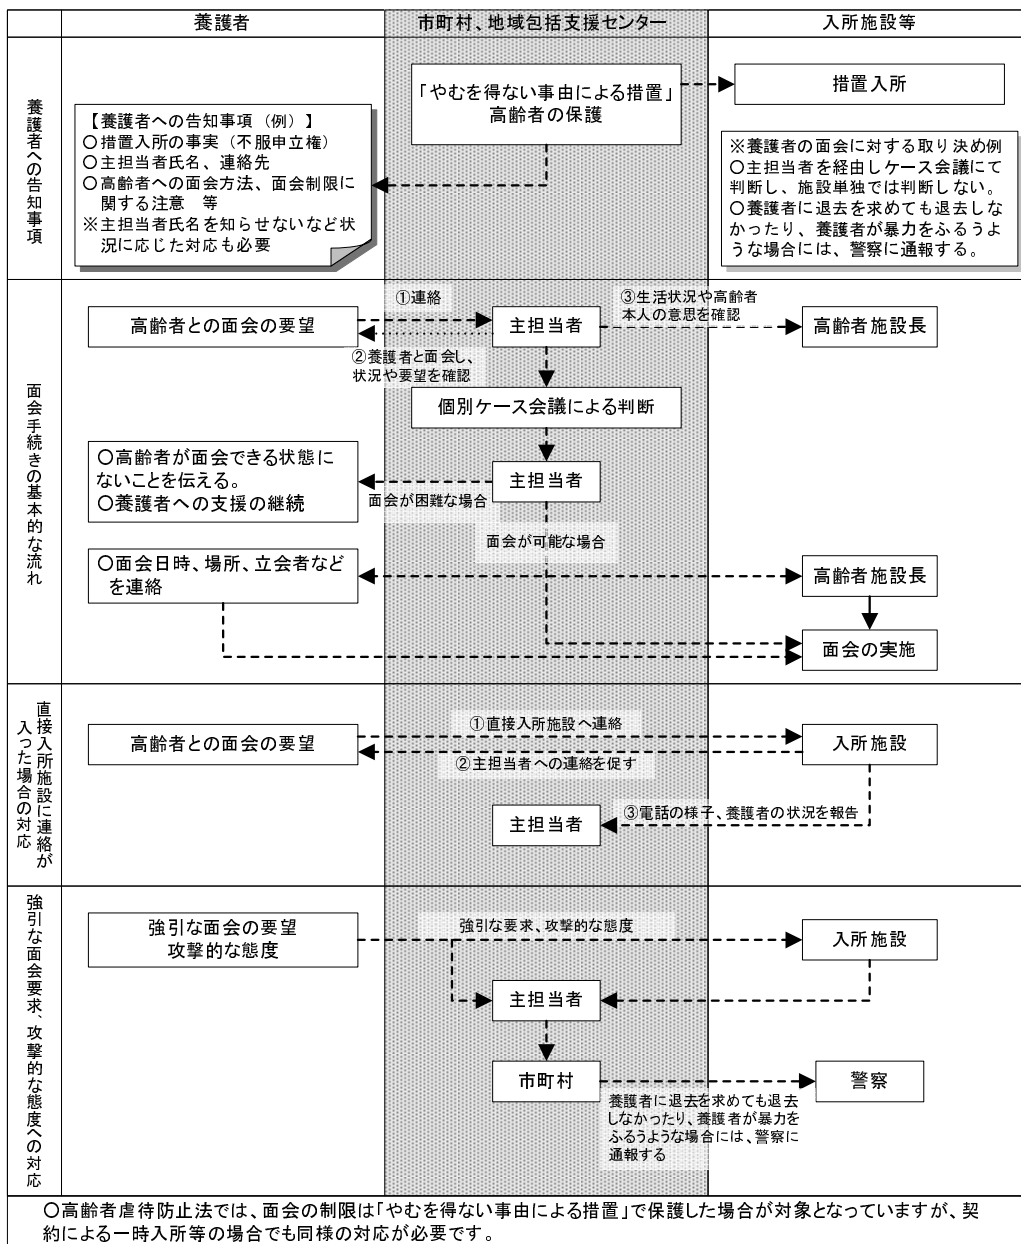 養護者
市町村、地域包括支援センター
入所施設等
養護者への告知事項
「やむを得ない事由による措置」
高齢者の保護
措置入所
【養護者への告知事項（例）】
○措置入所の事実（不服申立権）
○主担当者氏名、連絡先
○高齢者への面会方法、面会制限に
関する注意　等
※主担当者氏名を知らせないなど状
況に応じた対応も必要
※養護者の面会に対する取り決め例
○主担当者を経由しケース会議にて
判断し、施設単独では判断しない。
○養護者に退去を求めても退去しな
かったり、養護者が暴力をふるうよ
うな場合には、警察に通報する。
面会手続きの基本的な流れ
高齢者との面会の要望
①連絡
主担当者
③生活状況や高齢者
本人の意思を確認
高齢者施設長
②養護者と面会し、
状況や要望を確認
個別ケース会議による判断
○高齢者が面会できる状態に
ないことを伝える。
○養護者への支援の継続
主担当者
面会が困難な場合
面会が可能な場合
○面会日時、場所、立会者など
を連絡
高齢者施設長
面会の実施
直接入所施設に連絡が
入った場合の対応
高齢者との面会の要望
①直接入所施設へ連絡
入所施設
②主担当者への連絡を促す
主担当者
③電話の様子、養護者の状況を報告
強引な面会要求、攻撃的な態度への対応
強引な面会の要望
攻撃的な態度
強引な要求、攻撃的な態度
入所施設
主担当者
市町村
警察
養護者に退去を求めても退去
しなかったり、養護者が暴力を
ふるうような場合には、警察に
通報する
○高齢者虐待防止法では、面会の制限は「やむを得ない事由による措置」で保護した場合が対象となっていますが、契
約による一時入所等の場合でも同様の対応が必要です。